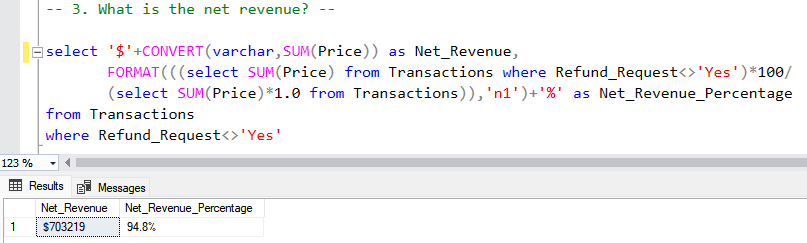 -- 3. What is the net revenue? --
select '$'+CONVERT(varchar,SUM(Price)) as Net_Revenue,
FORMAT(((select SUM(Price) from Transactions where Refund_Request<>'Yes')*100/
(select SUM(Price)*1.0 from Transactions)),'n1')+'%' as Net_Revenue_Percentage
from Transactions
where Refund_Request<>'Yes'
123 %
Results Messages
Net_Revenue Net_Revenue_Percentage
1 $703219 94.8%